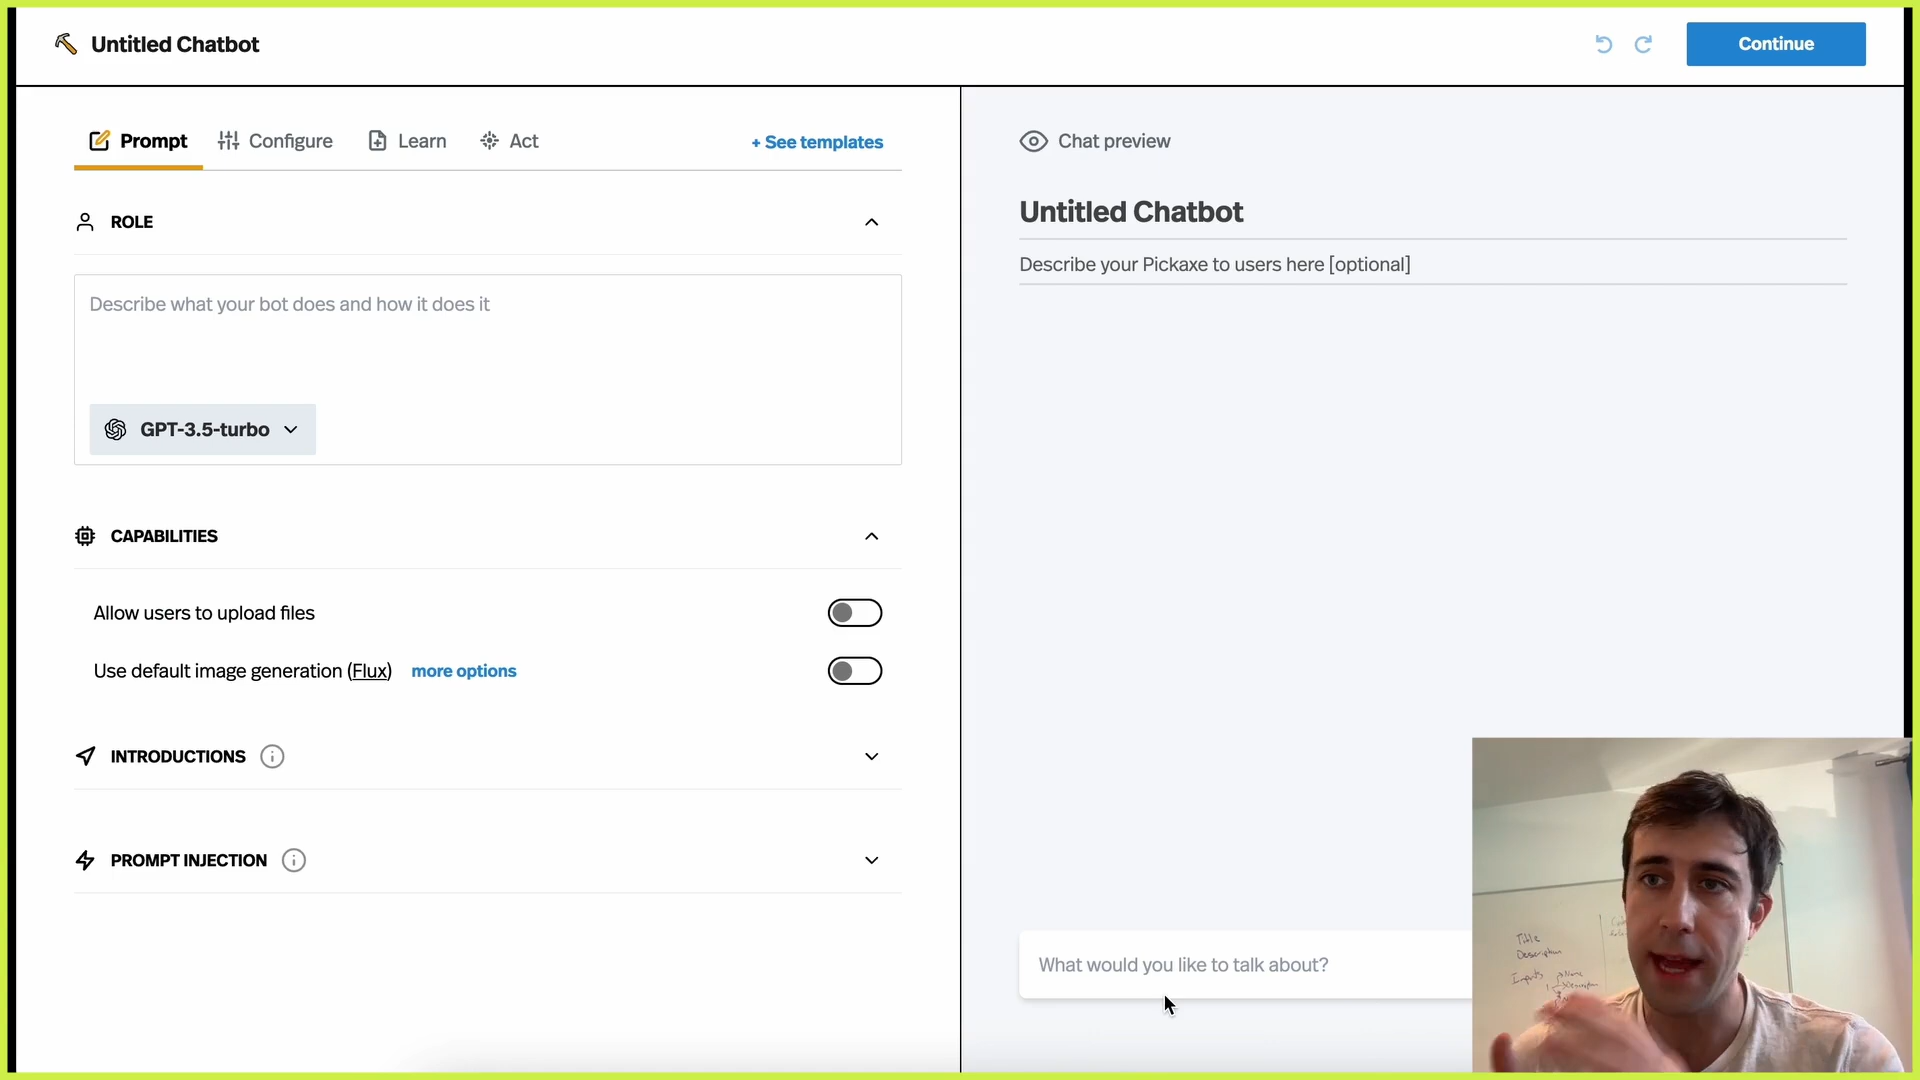 Untitled Chatbot
Continue
Prompt
Configure
Learn
Act
+ See templates
ROLE
Describe what your bot does and how it does it
GPT-3.5-turbo
CAPABILITIES
Allow users to upload files
Use default image generation (Flux) more options
INTRODUCTIONS
PROMPT INJECTION
Chat preview
Untitled Chatbot
Describe your Pickaxe to users here [optional]
What would you like to talk about?
Title
Description
Inputs